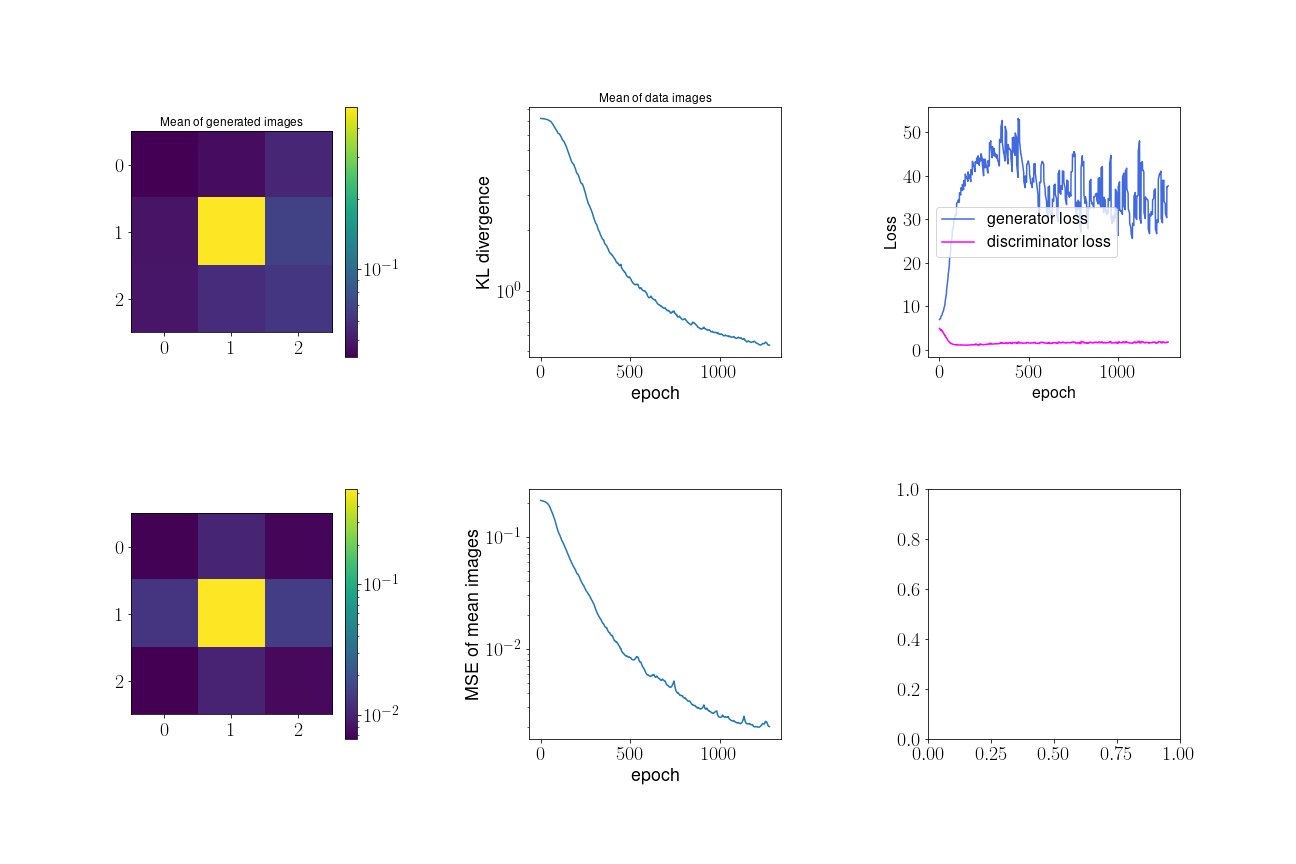 Mean of generated images
0
1
2
0 1 2
10⁻¹
Mean of data images
KL divergence
10⁰
0 500 1000
epoch
Loss
50
40
30
20
10
0
generator loss
discriminator loss
0 500 1000
epoch
0
1
2
0 1 2
10⁻¹
10⁻²
MSE of mean images
10⁻¹
10⁻²
0 500 1000
epoch
1.0
0.8
0.6
0.4
0.2
0.0
0.00 0.25 0.50 0.75 1.00